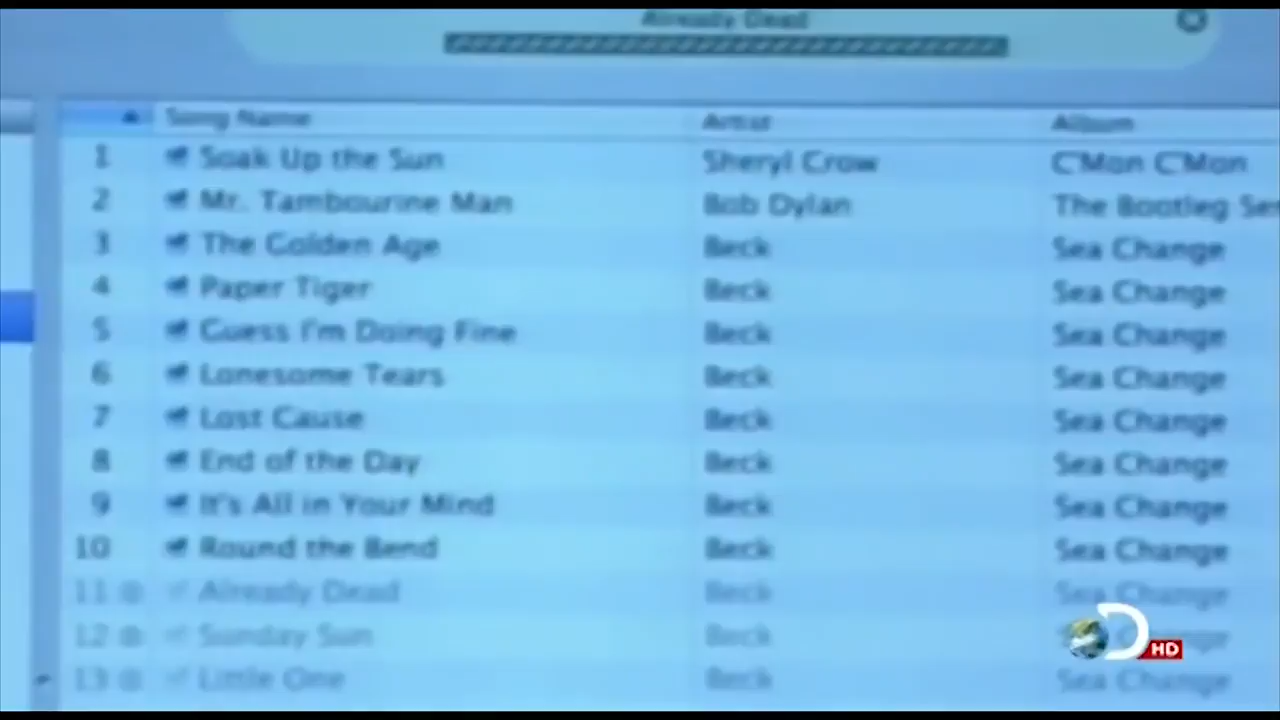 Already Dead
Song Name Artist Album
1 Soak Up the Sun Sheryl Crow C'Mon C'Mon
2 Mr. Tambourine Man Bob Dylan The Bootleg Se
3 The Golden Age Beck Sea Change
4 Paper Tiger Beck Sea Change
5 Guess I'm Doing Fine Beck Sea Change
6 Lonesome Tears Beck Sea Change
7 Lost Cause Beck Sea Change
8 End of the Day Beck Sea Change
9 It's All in Your Mind Beck Sea Change
10 Round the Bend Beck Sea Change
11 Already Dead Beck Sea Change
12 Sunday Sun Beck
13 Little One Beck Sea Change
D HD